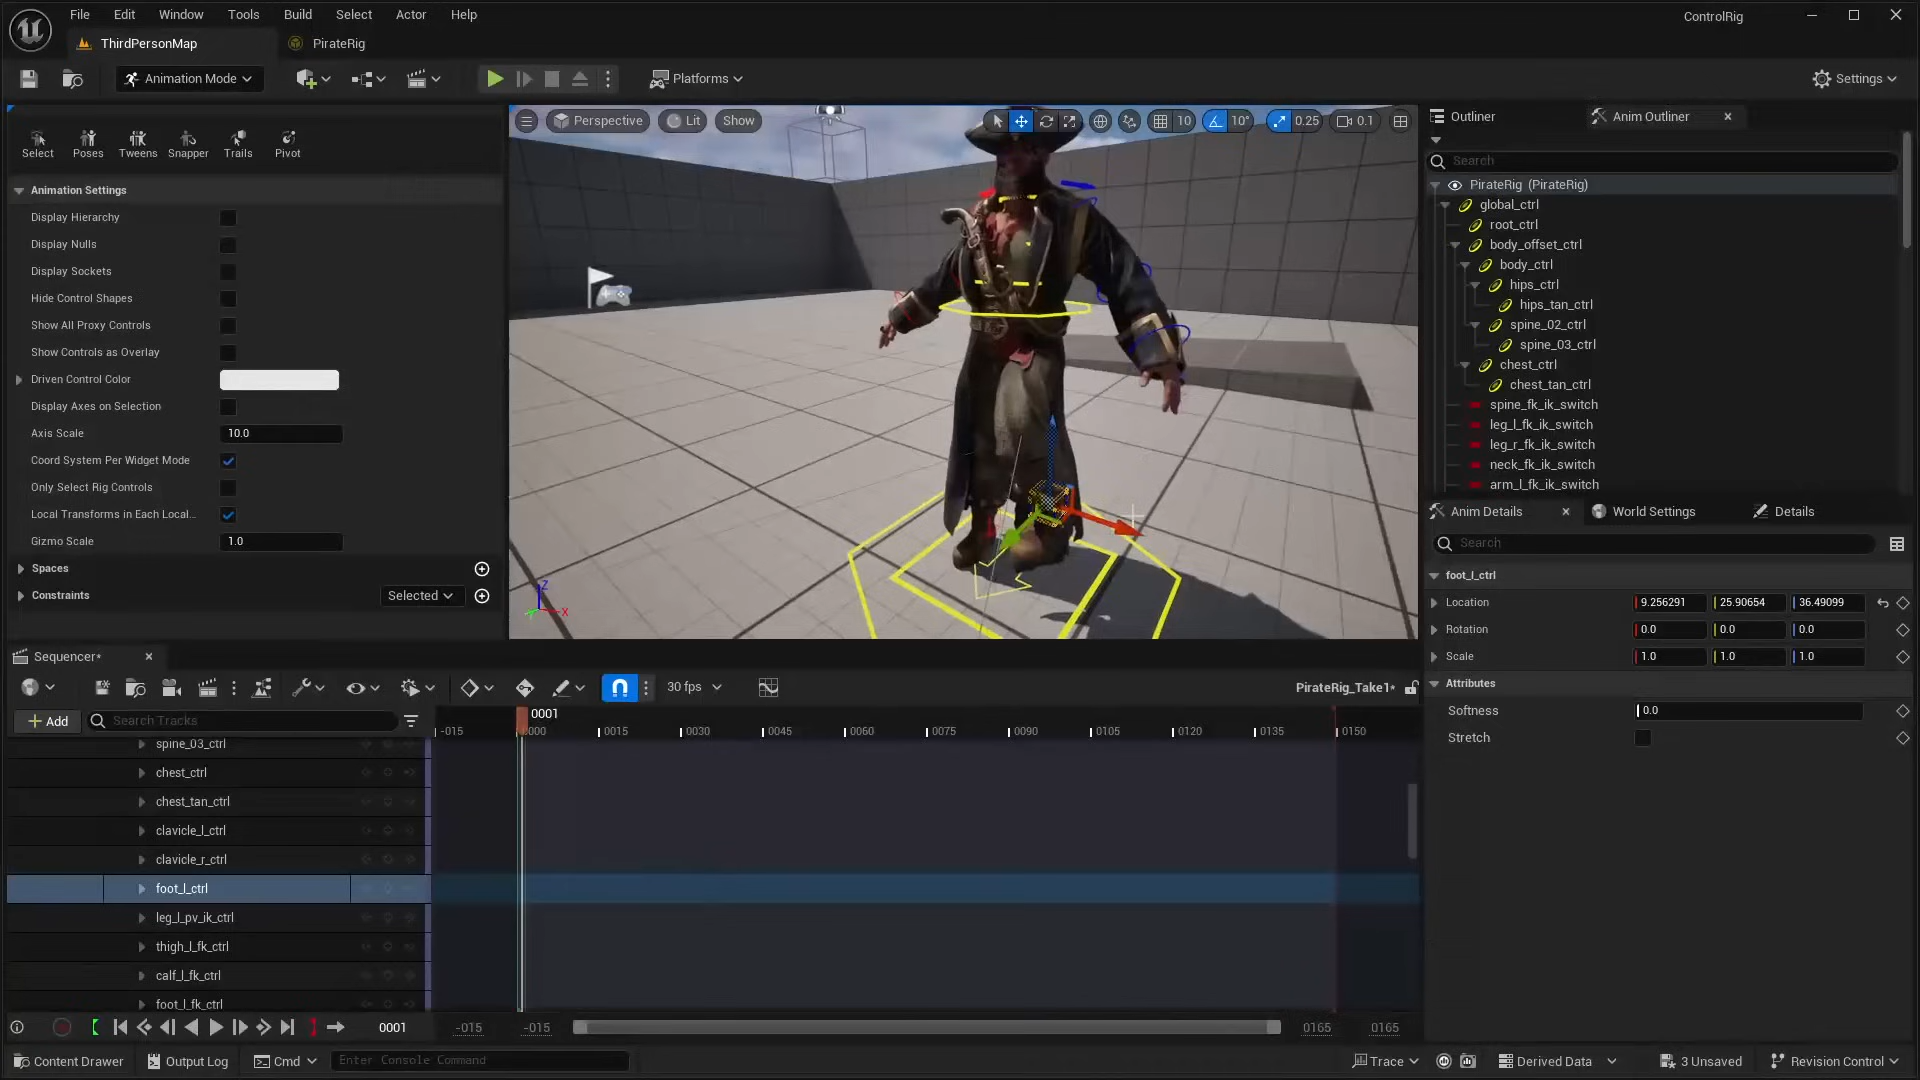 File Edit Window Tools Build Select Actor Help
ControlRig
ThirdPersonMap
PirateRig
Animation Mode
Platforms
Settings
Select Poses Tweens Snapper Trails Pivot
Animation Settings
Display Hierarchy
Display Nulls
Display Sockets
Hide Control Shapes
Show All Proxy Controls
Show Controls as Overlay
Driven Control Color
Display Axes on Selection
Axis Scale 10.0
Coord System Per Widget Mode
Only Select Rig Controls
Local Transforms in Each Local...
Gizmo Scale 1.0
Spaces
Constraints Selected
Perspective Lit Show 10 10° 0.25 0.1
Z
X
Outliner Anim Outliner
Search
PirateRig (PirateRig)
global_ctrl
root_ctrl
body_offset_ctrl
body_ctrl
hips_ctrl
hips_tan_ctrl
spine_02_ctrl
spine_03_ctrl
chest_ctrl
chest_tan_ctrl
spine_fk_ik_switch
leg_l_fk_ik_switch
leg_r_fk_ik_switch
neck_fk_ik_switch
arm_l_fk_ik_switch
Anim Details World Settings Details
Search
foot_l_ctrl
Location 9.256291 25.90654 36.49099
Rotation 0.0 0.0 0.0
Scale 1.0 1.0 1.0
Attributes
Softness 0.0
Stretch
Sequencer*
30 fps
PirateRig_Take1*
Add Search Tracks
0001
-015 0000 0015 0030 0045 0060 0075 0090 0105 0120 0135 0150
spine_03_ctrl
chest_ctrl
chest_tan_ctrl
clavicle_l_ctrl
clavicle_r_ctrl
foot_l_ctrl
leg_l_pv_ik_ctrl
thigh_l_fk_ctrl
calf_l_fk_ctrl
foot_l_fk_ctrl
0001 -015 -015 0165 0165
Content Drawer Output Log Cmd Enter Console Command Trace Derived Data 3 Unsaved Revision Control